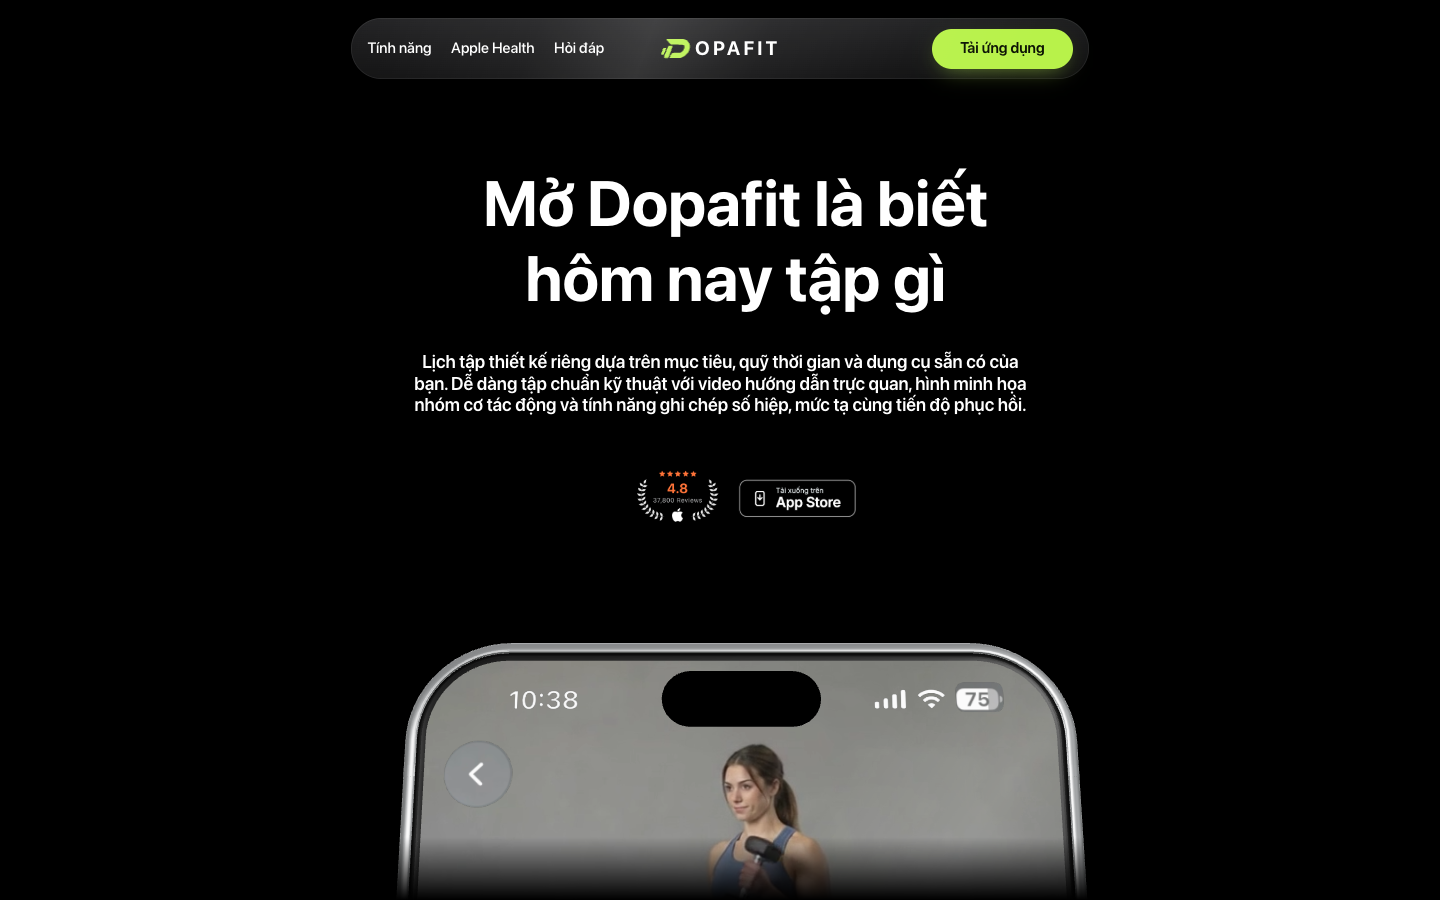 Tính năng
Apple Health
Hỏi đáp
OPAFIT
Tải ứng dụng
Mở Dopafit là biết
hôm nay tập gì
Lịch tập thiết kế riêng dựa trên mục tiêu, quỹ thời gian và dụng cụ sẵn có của
bạn. Dễ dàng tập chuẩn kỹ thuật với video hướng dẫn trực quan, hình minh họa
nhóm cơ tác động và tính năng ghi chép số hiệp, mức tạ cùng tiến độ phục hồi.
4.8
37,800 Reviews
Tải xuống trên
App Store
10:38
75